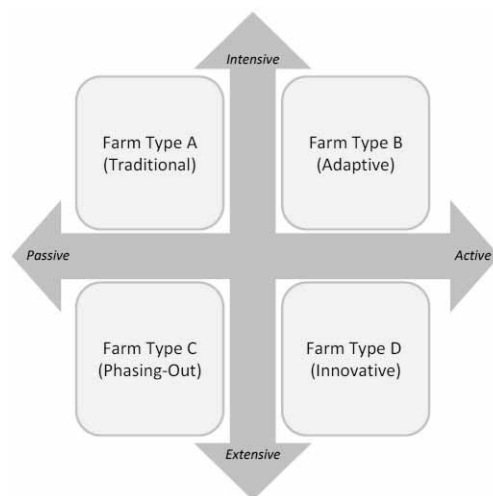 Intensive
Farm Type A
(Traditional)
Farm Type B
(Adaptive)
Passive
Active
Farm Type C
(Phasing-Out)
Farm Type D
(Innovative)
Extensive